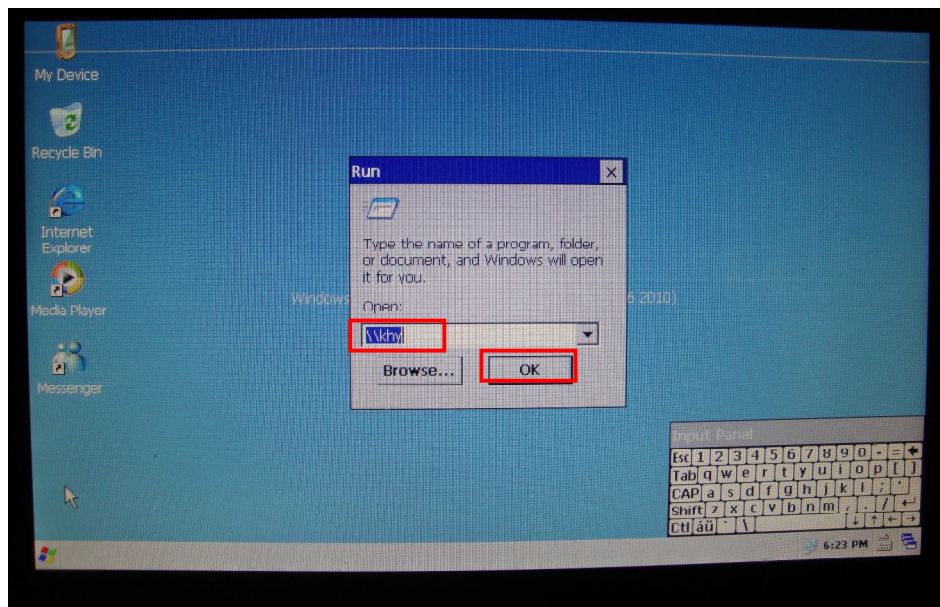 My Device
Recycle Bin
Internet
Explorer
Media Player
Messenger
Windows
6 2010)
Run
Type the name of a program, folder,
or document, and Windows will open
it for you.
Open:
\\khy
Browse...
OK
Input Panel
Esc 1 2 3 4 5 6 7 8 9 0 - =
Tab q w e r t y u i o p [ ]
CAP a s d f g h j k l ; '
Shift z x c v b n m , . /
Ctl áü ` \
6:23 PM